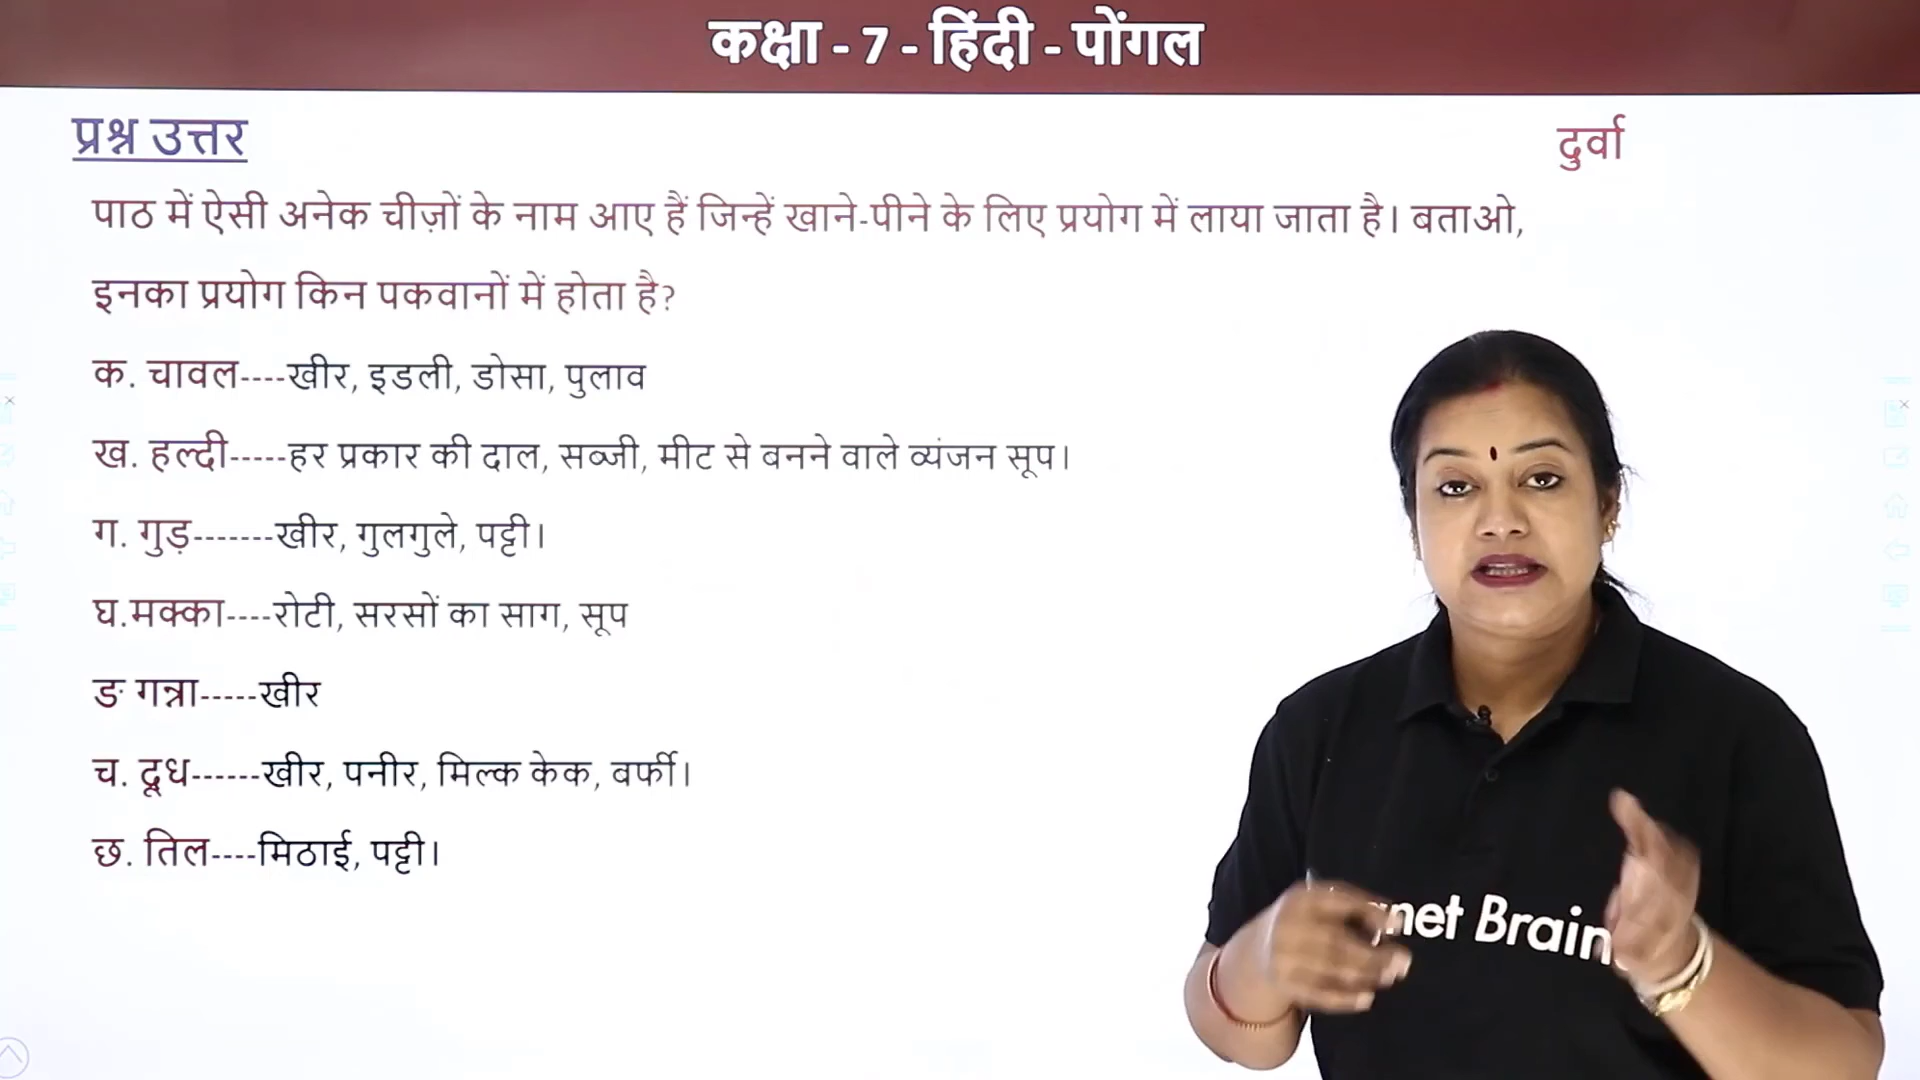 कक्षा - 7 - हिंदी - पोंगल
प्रश्न उत्तर
दुर्वा
पाठ में ऐसी अनेक चीज़ों के नाम आए हैं जिन्हें खाने-पीने के लिए प्रयोग में लाया जाता है। बताओ,
इनका प्रयोग किन पकवानों में होता है?
क. चावल----खीर, इडली, डोसा, पुलाव
ख. हल्दी-----हर प्रकार की दाल, सब्जी, मीट से बनने वाले व्यंजन सूप।
ग. गुड़-------खीर, गुलगुले, पट्टी।
घ.मक्का----रोटी, सरसों का साग, सूप
ङ गन्ना-----खीर
च. दूध------खीर, पनीर, मिल्क केक, वर्फी।
छ. तिल----मिठाई, पट्टी।
net Brain